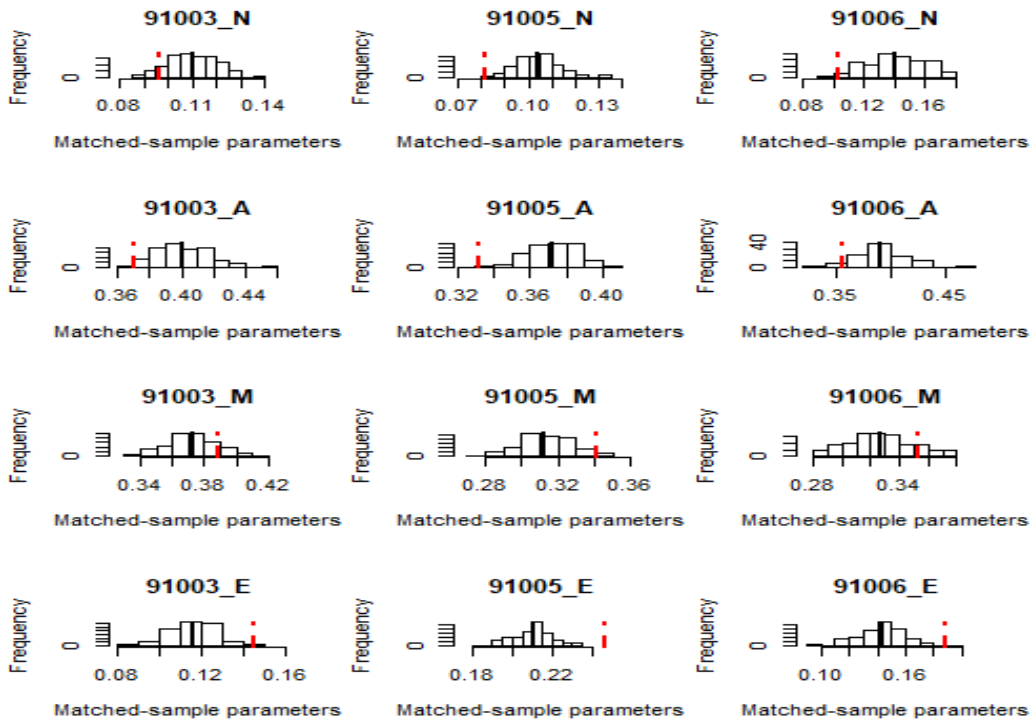 91003_N 91005_N 91006_N
Frequency Frequency Frequency
0 0 0
0.08 0.11 0.14 0.07 0.10 0.13 0.08 0.12 0.16
Matched-sample parameters Matched-sample parameters Matched-sample parameters
91003_A 91005_A 91006_A
Frequency Frequency Frequency
0 0 0 40
0.36 0.40 0.44 0.32 0.36 0.40 0.35 0.45
Matched-sample parameters Matched-sample parameters Matched-sample parameters
91003_M 91005_M 91006_M
Frequency Frequency Frequency
0 0 0
0.34 0.38 0.42 0.28 0.32 0.36 0.28 0.34
Matched-sample parameters Matched-sample parameters Matched-sample parameters
91003_E 91005_E 91006_E
Frequency Frequency Frequency
0 0 0
0.08 0.12 0.16 0.18 0.22 0.10 0.16
Matched-sample parameters Matched-sample parameters Matched-sample parameters